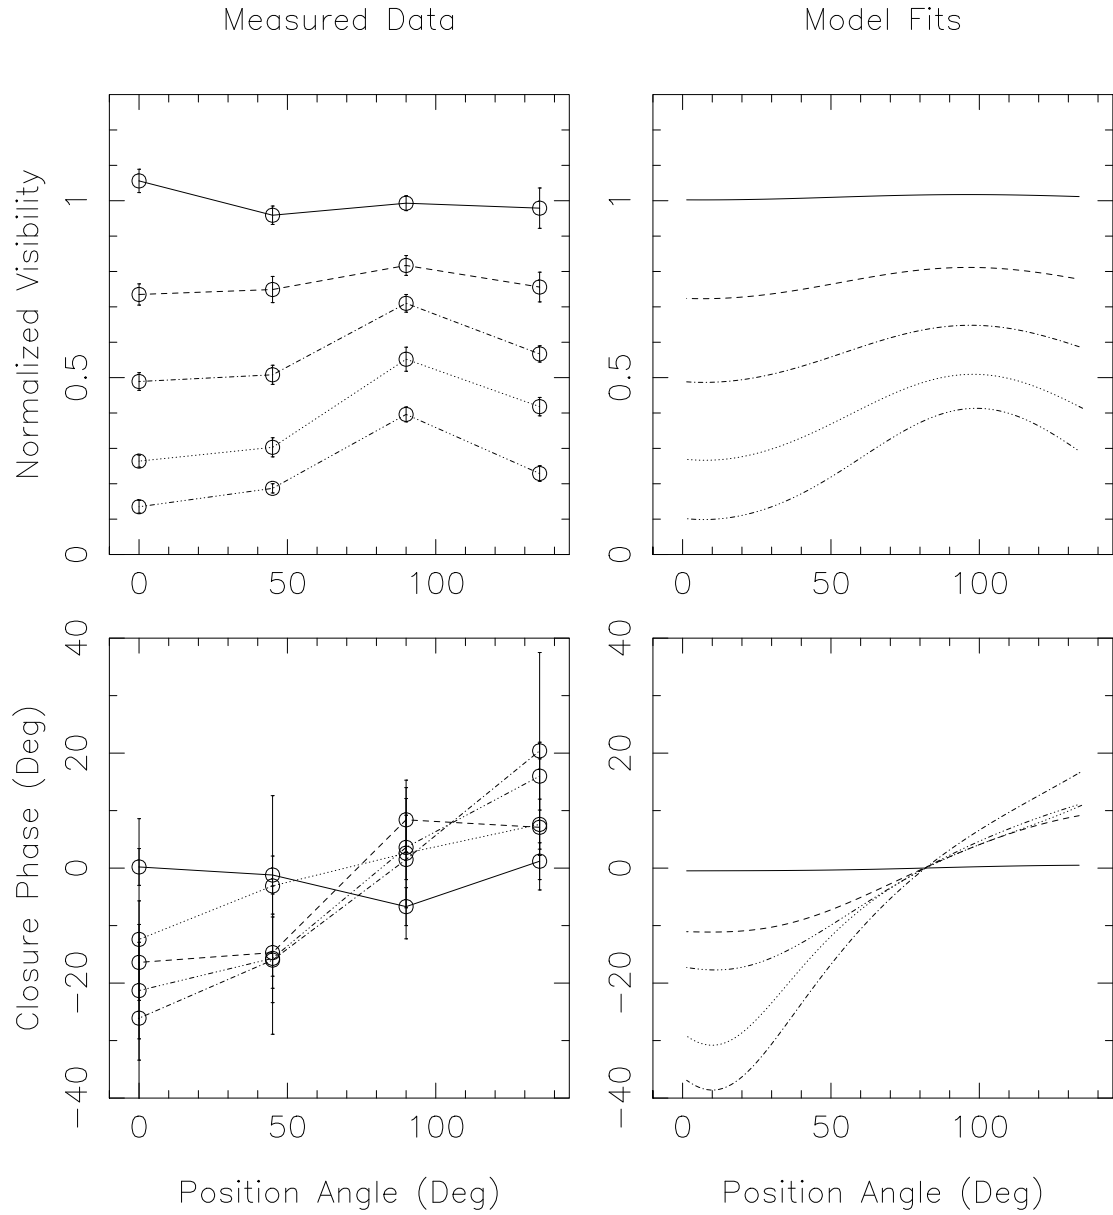 Measured Data
Model Fits
Normalized Visibility
1
0.5
0
0 50 100
1
0.5
0
0 50 100
Closure Phase (Deg)
40
20
0
−20
−40
0 50 100
Position Angle (Deg)
40
20
0
−20
−40
0 50 100
Position Angle (Deg)